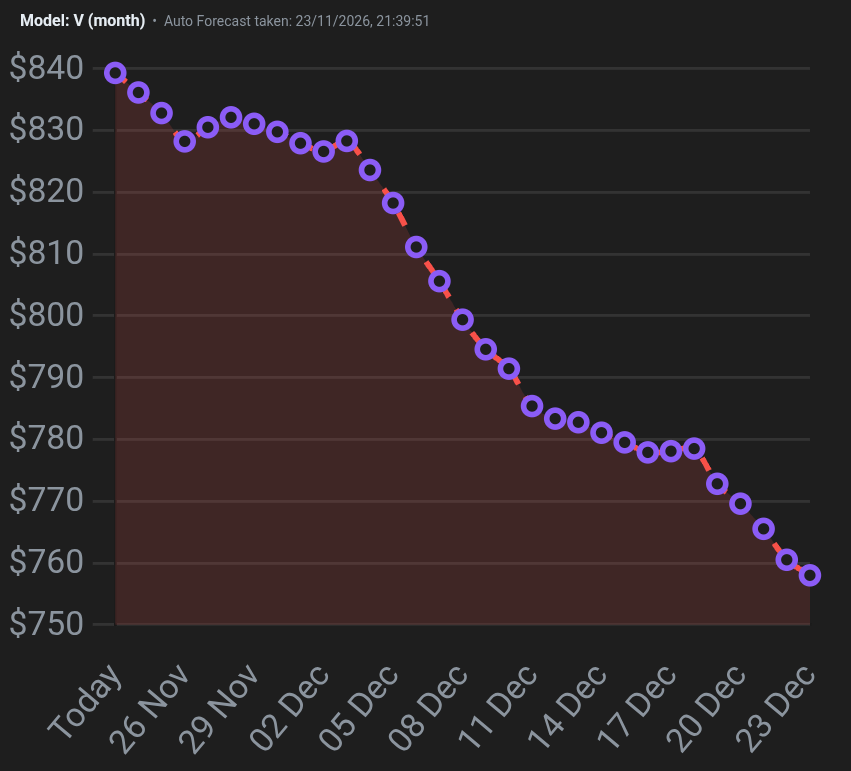 Model: V (month) • Auto Forecast taken: 23/11/2026, 21:39:51
$840
$830
$820
$810
$800
$790
$780
$770
$760
$750
Today
26 Nov
29 Nov
02 Dec
05 Dec
08 Dec
11 Dec
14 Dec
17 Dec
20 Dec
23 Dec